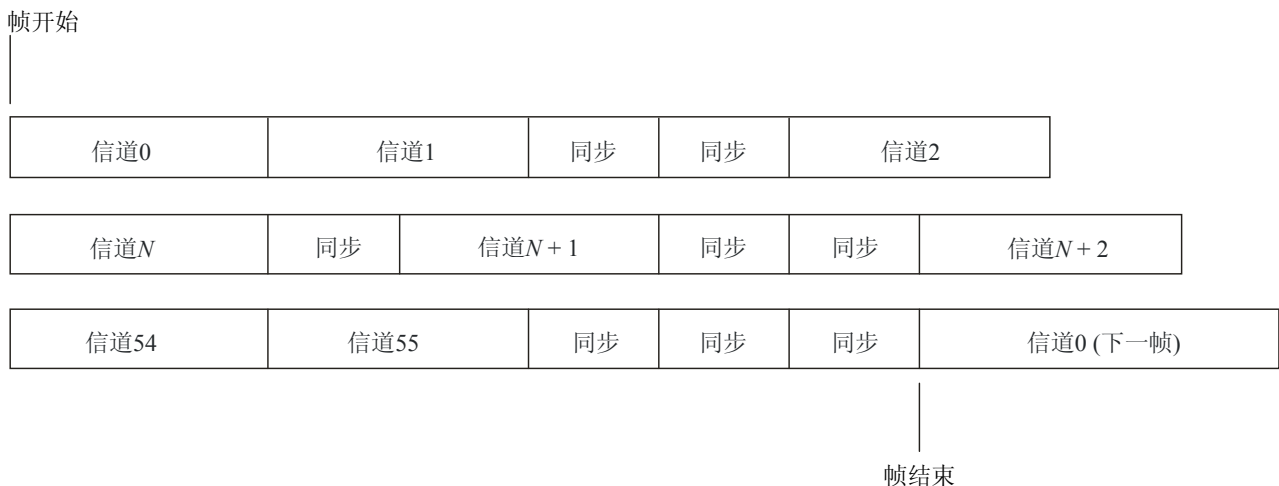 帧开始
信道0 信道1 同步 同步 信道2
信道N 同步 信道N + 1 同步 同步 信道N + 2
信道54 信道55 同步 同步 同步 信道0 (下一帧)
帧结束